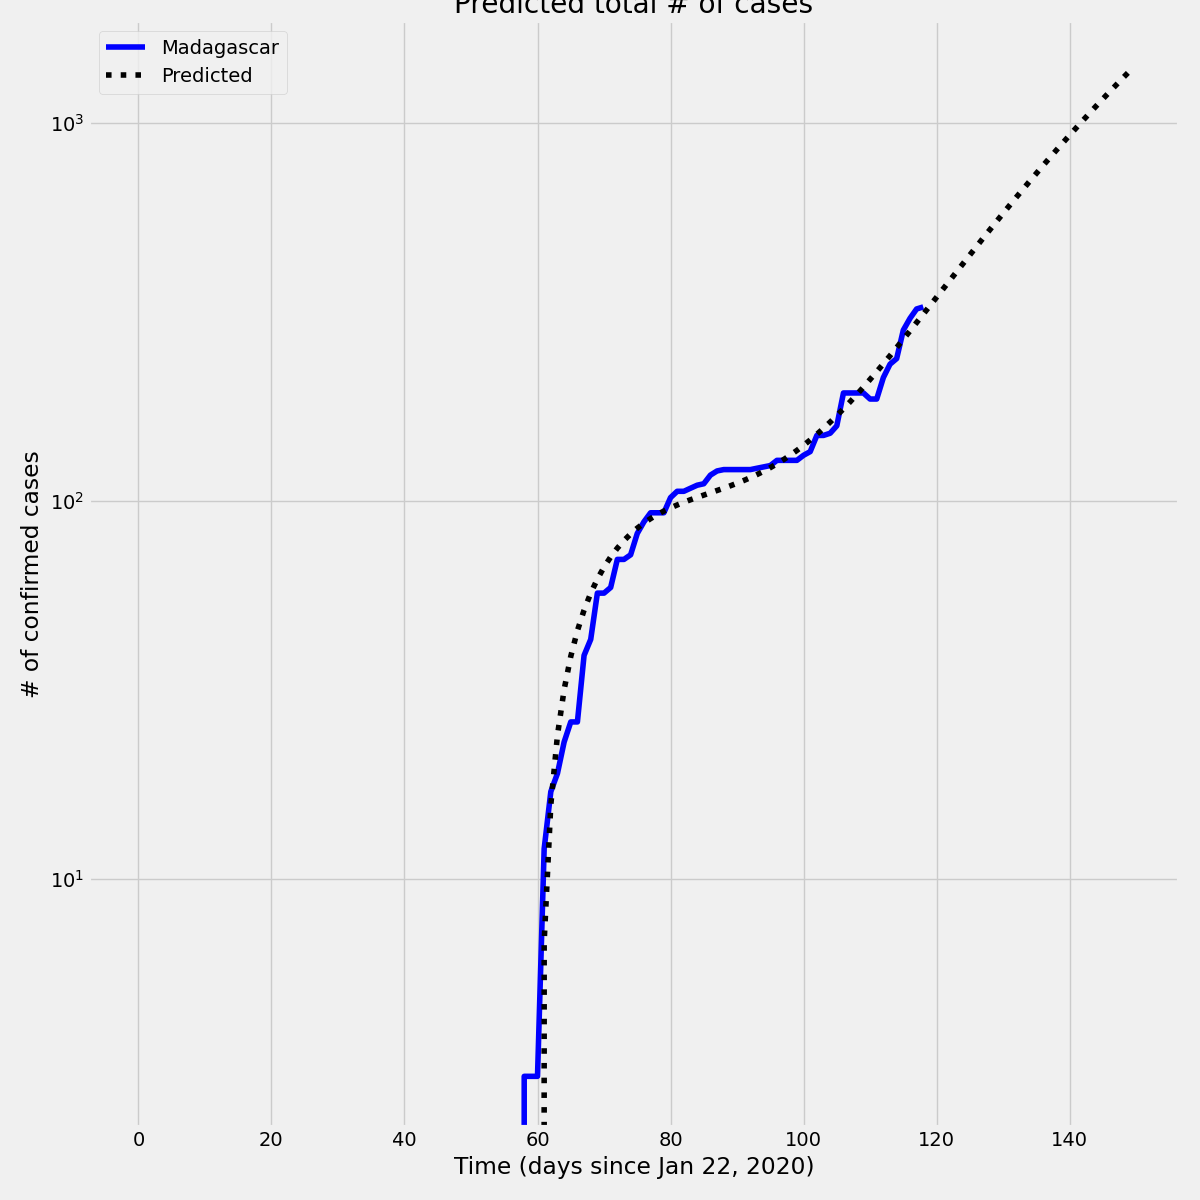 Predicted total # of cases
Madagascar
Predicted
10³
10²
10¹
# of confirmed cases
0 20 40 60 80 100 120 140
Time (days since Jan 22, 2020)